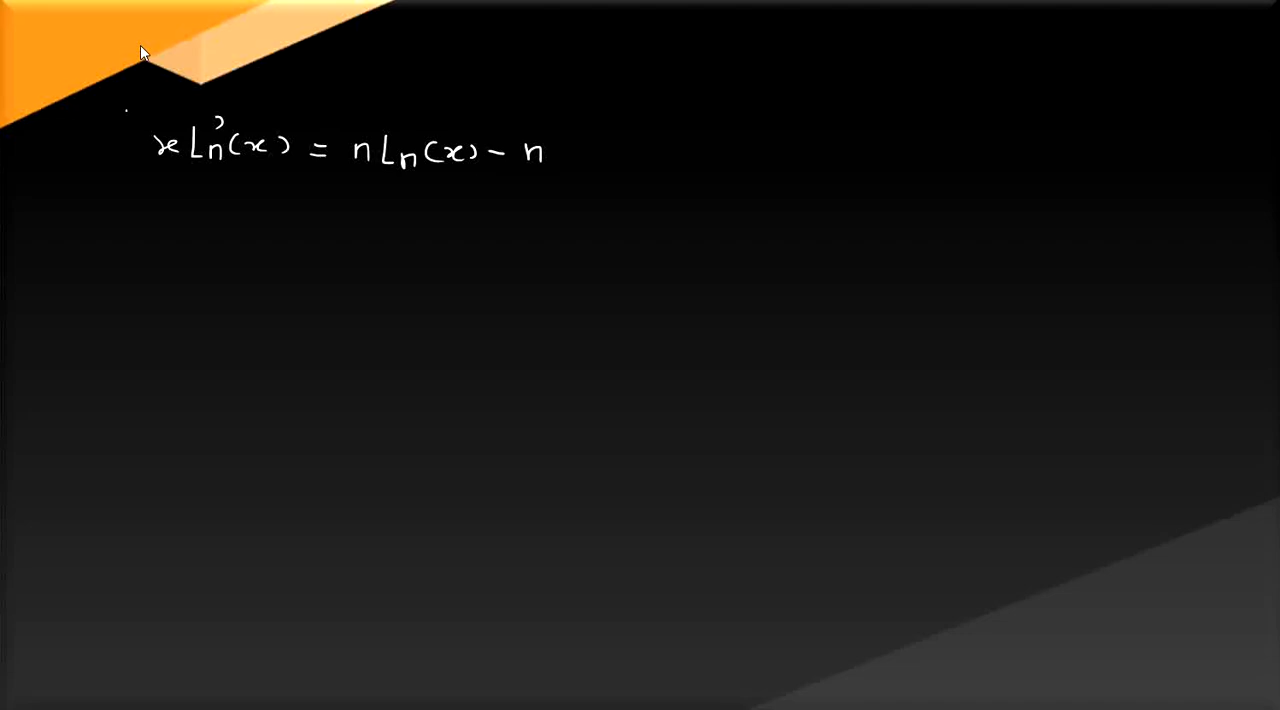 xLn'(x) = nLn(x) - n